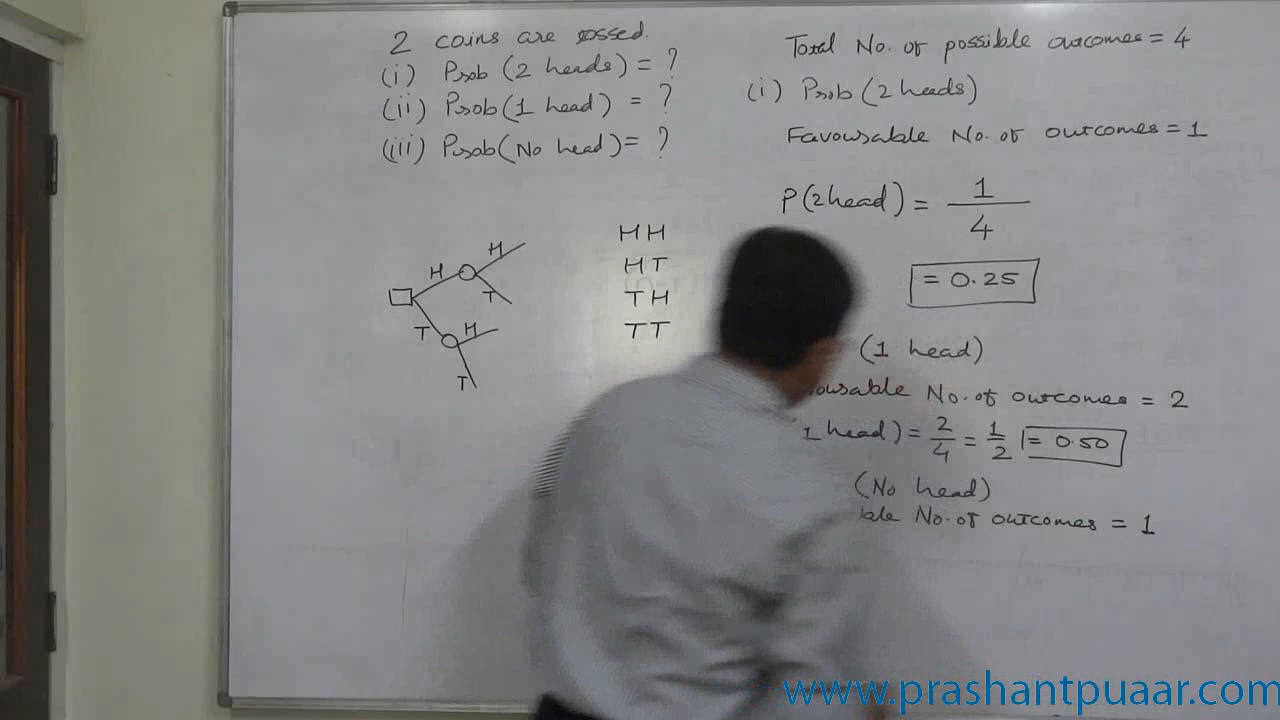 2 coins are tossed.
(i) Prob (2 heads) = ?
(ii) Prob (1 head) = ?
(iii) Prob (No head) = ?
H
H
T
T
H
T
HH
HT
TH
TT
Total No. of possible outcomes = 4
(i) Prob (2 heads)
Favourable No. of outcomes = 1
P (2 head) = 1/4
= 0.25
(1 head)
No. of outcomes = 2
1 head) = 2/4 = 1/2 = 0.50
(No head)
No. of outcomes = 1
www.prashantpuaar.com